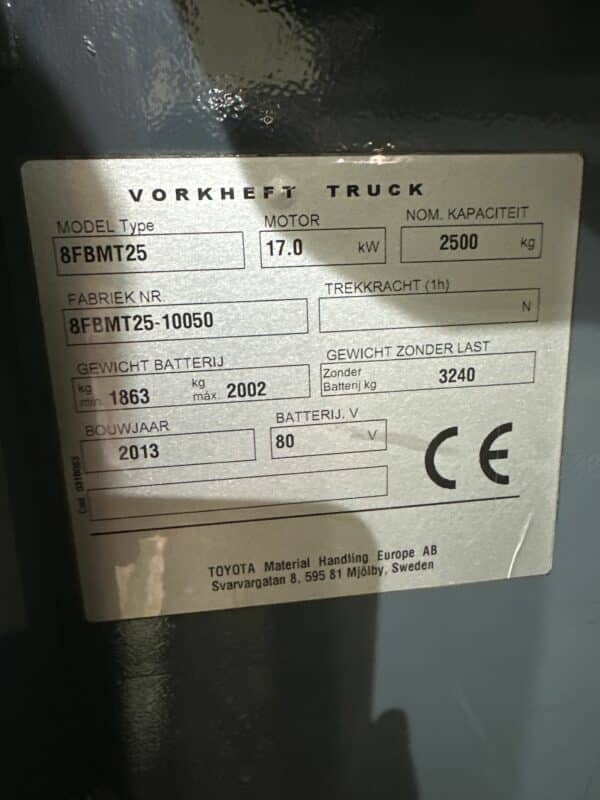 VORKHEFT TRUCK
MODEL Type MOTOR NOM. KAPACITEIT
8FBMT25 17.0 kW 2500 kg
FABRIEK NR. TREKKRACHT (1h)
8FBMT25-10050 N
GEWICHT BATTERIJ GEWICHT ZONDER LAST
kg min. 1863 kg máx. 2002 Zonder Batterij kg 3240
BOUWJAAR BATTERIJ. V
2013 80 V
CE
TOYOTA Material Handling Europe AB
Svarvargatan 8, 595 81 Mjölby, Sweden